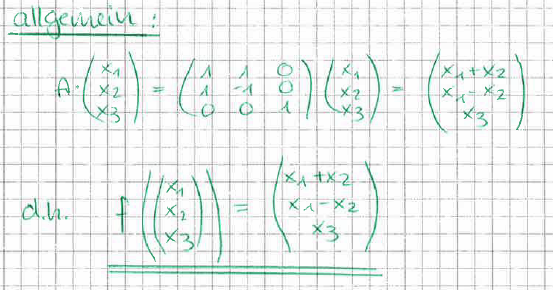 allgemein:
A · (x₁ x₂ x₃) = (1 1 0 1 -1 0 0 0 1) (x₁ x₂ x₃) = (x₁+x₂ x₁-x₂ x₃)
d.h. f((x₁ x₂ x₃)) = (x₁+x₂ x₁-x₂ x₃)